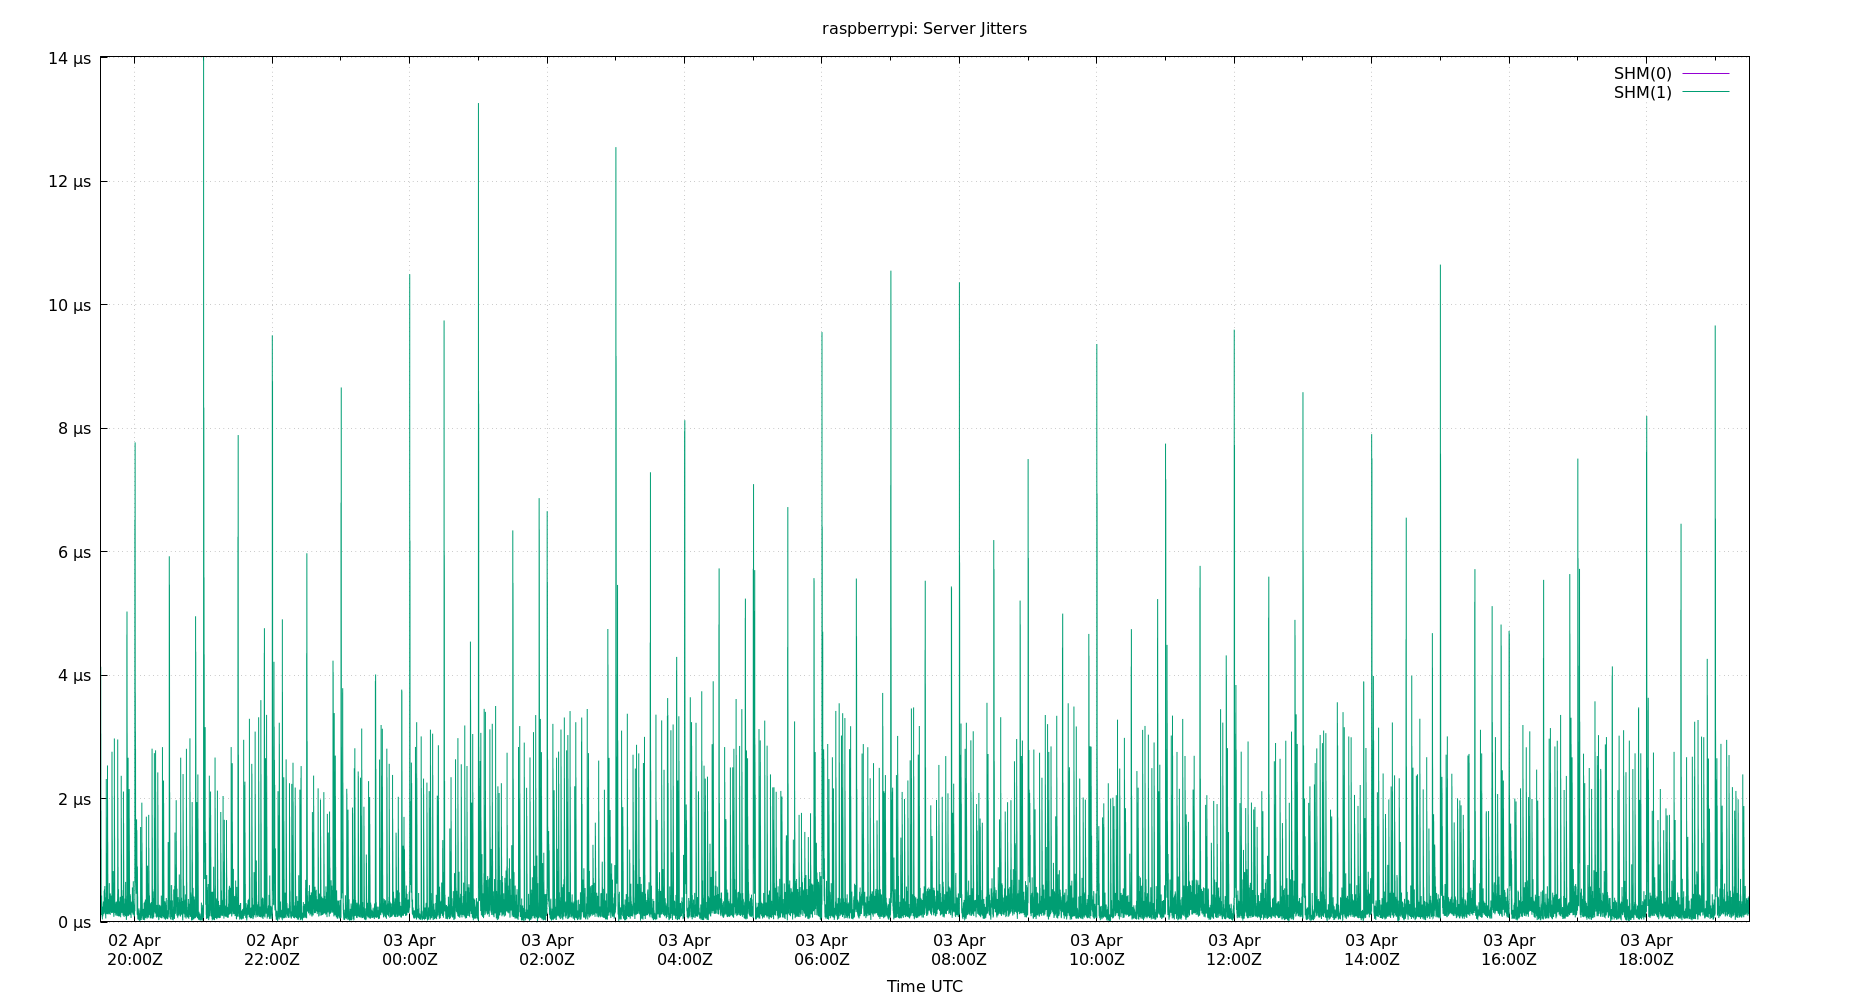 raspberrypi: Server Jitters
14 µs
12 µs
10 µs
8 µs
6 µs
4 µs
2 µs
0 µs
SHM(0)
SHM(1)
02 Apr 02 Apr 03 Apr 03 Apr 03 Apr 03 Apr 03 Apr 03 Apr 03 Apr 03 Apr 03 Apr 03 Apr
20:00Z 22:00Z 00:00Z 02:00Z 04:00Z 06:00Z 08:00Z 10:00Z 12:00Z 14:00Z 16:00Z 18:00Z
Time UTC